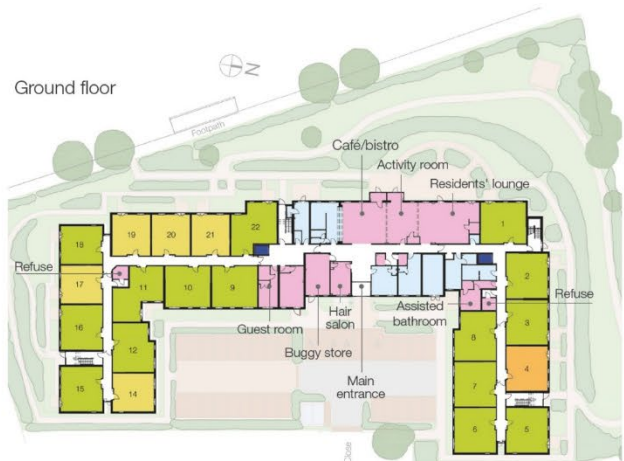 Ground floor
N
Footpath
Café/bistro
Activity room
Residents' lounge
18
19
20
21
22
1
Refuse
17
11
10
9
2
Refuse
16
Guest room
Hair
salon
Assisted
bathroom
3
12
Buggy store
8
4
15
14
Main
entrance
7
6
5
Close